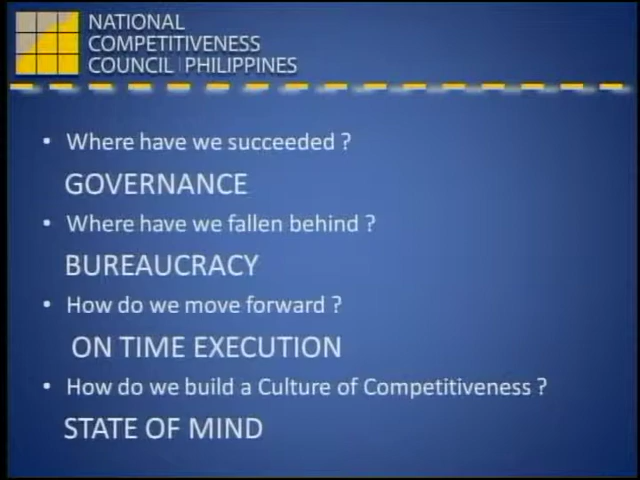 NATIONAL
COMPETITIVENESS
COUNCIL | PHILIPPINES
• Where have we succeeded ?
GOVERNANCE
• Where have we fallen behind ?
BUREAUCRACY
• How do we move forward ?
ON TIME EXECUTION
• How do we build a Culture of Competitiveness ?
STATE OF MIND